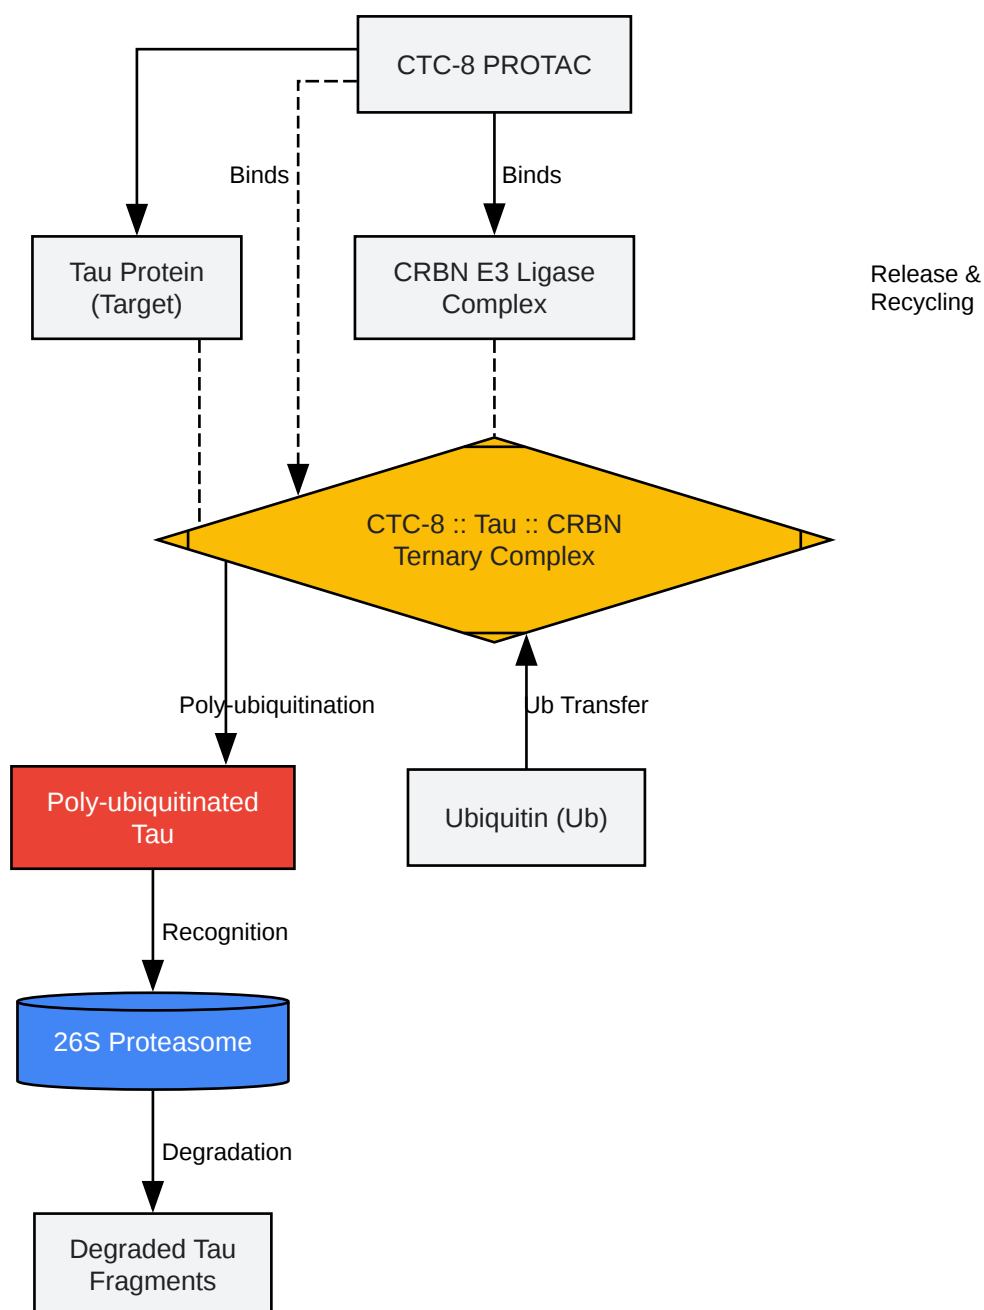 CTC-8 PROTAC
Binds
Binds
Tau Protein
(Target)
CRBN E3 Ligase
Complex
Release &
Recycling
CTC-8 :: Tau :: CRBN
Ternary Complex
Poly-ubiquitination
Ub Transfer
Poly-ubiquitinated
Tau
Ubiquitin (Ub)
Recognition
26S Proteasome
Degradation
Degraded Tau
Fragments